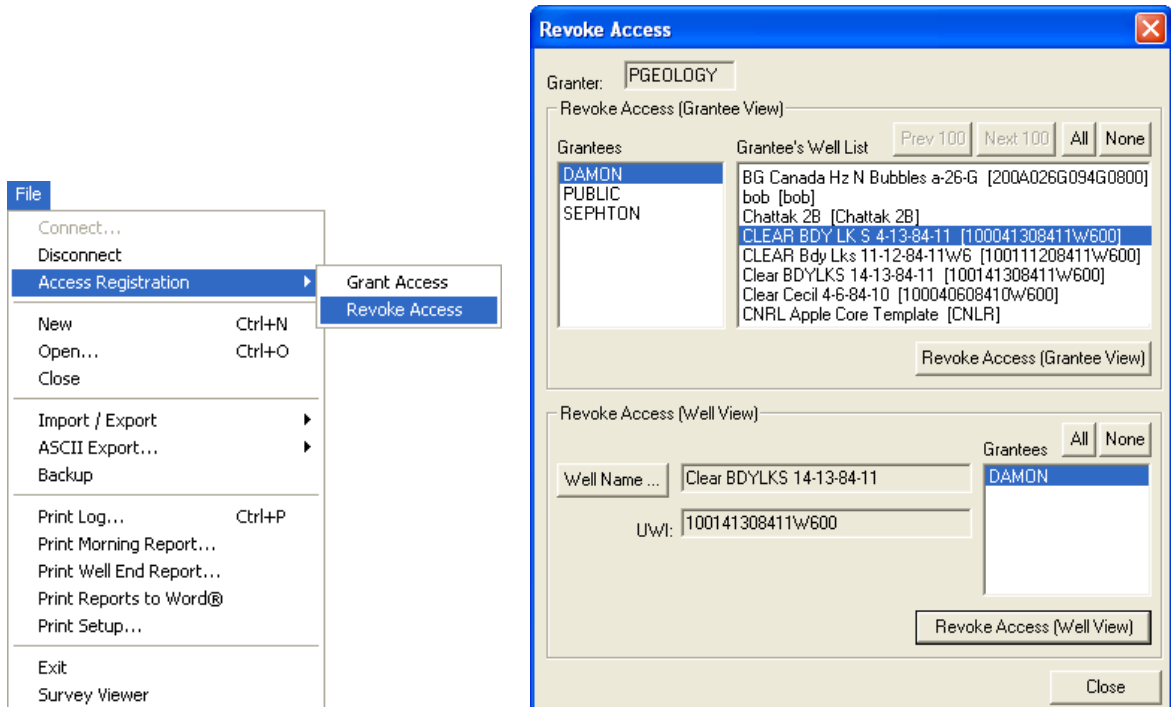 File
Connect...
Disconnect
Access Registration
Grant Access
Revoke Access
New Ctrl+N
Open... Ctrl+O
Close
Import / Export
ASCII Export...
Backup
Print Log... Ctrl+P
Print Morning Report...
Print Well End Report...
Print Reports to Word®
Print Setup...
Exit
Survey Viewer
Revoke Access
Granter: PGEOLOGY
Revoke Access (Grantee View)
Grantees
DAMON
PUBLIC
SEPHTON
Grantee's Well List Prev 100 Next 100 All None
BG Canada Hz N Bubbles a-26-G [200A026G094G0800]
bob [bob]
Chattak 2B [Chattak 2B]
CLEAR BDY LK S 4-13-84-11 [100041308411W600]
CLEAR Bdy Lks 11-12-84-11W6 [100111208411W600]
Clear BDYLKS 14-13-84-11 [100141308411W600]
Clear Cecil 4-6-84-10 [100040608410W600]
CNRL Apple Core Template [CNLR]
Revoke Access (Grantee View)
Revoke Access (Well View)
Well Name ... Clear BDYLKS 14-13-84-11
UWI: 100141308411W600
Grantees All None
DAMON
Revoke Access (Well View)
Close